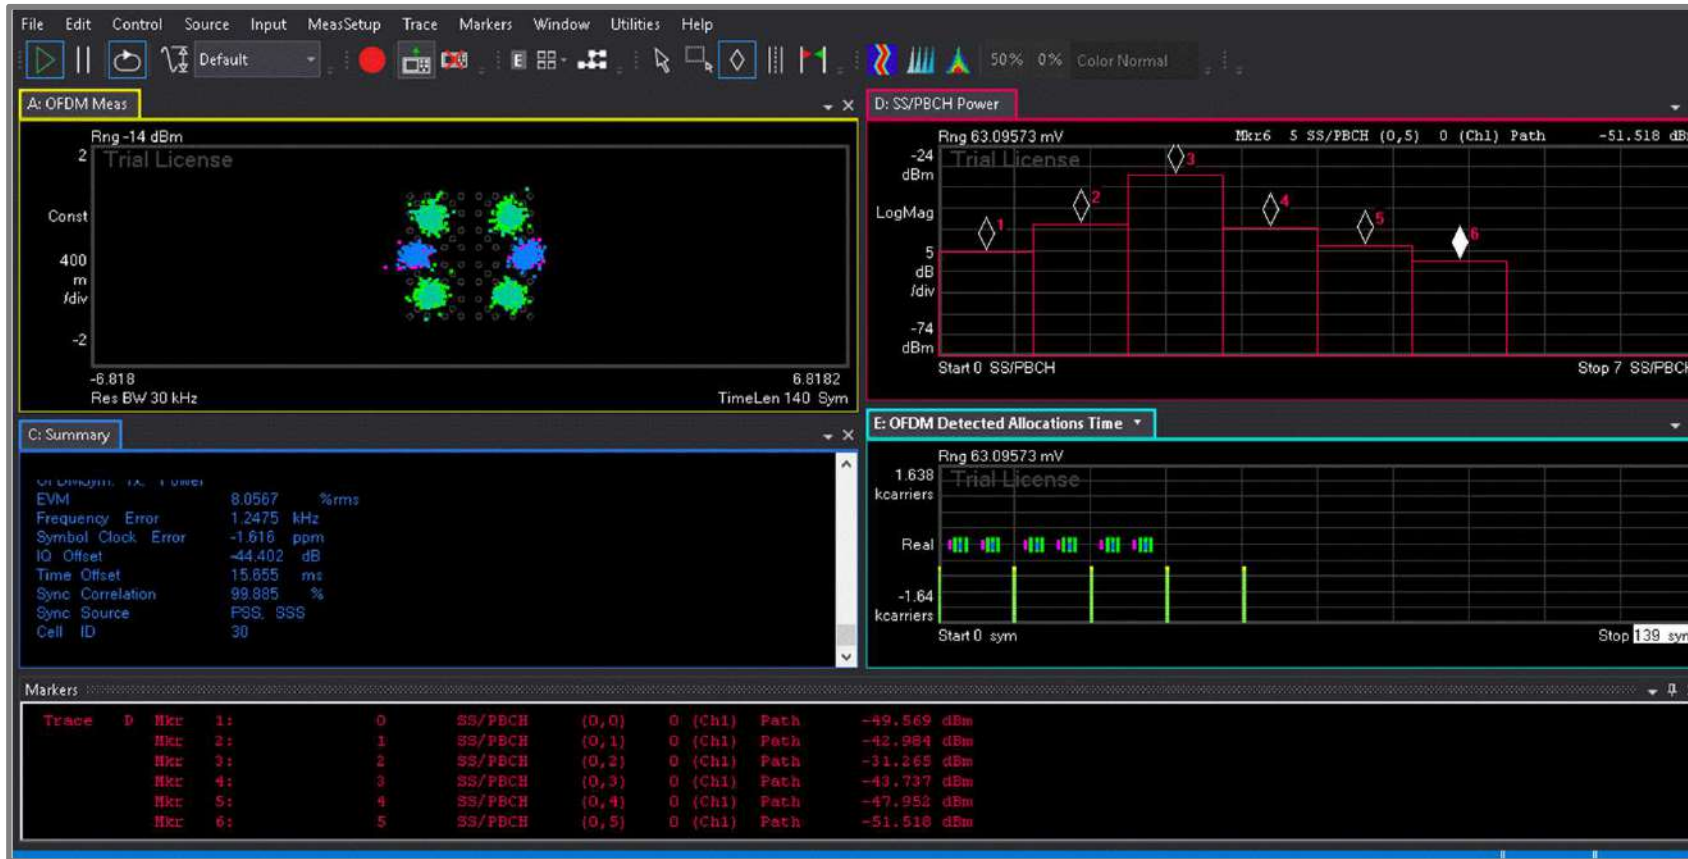 File Edit Control Source Input MeasSetup Trace Markers Window Utilities Help
Default
E
50% 0% Color Normal
A: OFDM Meas
Rng -14 dBm
2
Trial License
Const
400
m
/div
-2
-6.818
6.8182
Res BW 30 kHz
TimeLen 140 Sym
D: SS/PBCH Power
Rng 63.09573 mV
Mkr6 5 SS/PBCH (0,5) 0 (Ch1) Path -51.518 dB
-24
dBm
Trial License
LogMag
5
dB
/div
-74
dBm
1
2
3
4
5
6
Start 0 SS/PBCH
Stop 7 SS/PBCH
C: Summary
EVM 8.0567 %rms
Frequency Error 1.2475 kHz
Symbol Clock Error -1.616 ppm
IQ Offset -44.402 dB
Time Offset 15.655 ms
Sync Correlation 99.885 %
Sync Source PSS, SSS
Cell ID 30
E: OFDM Detected Allocations Time
Rng 63.09573 mV
1.638
kcarriers
Trial License
Real
-1.64
kcarriers
Start 0 sym
Stop 139 sym
Markers
Trace D Mkr 1: 0 SS/PBCH (0,0) 0 (Ch1) Path -49.569 dBm
Mkr 2: 1 SS/PBCH (0,1) 0 (Ch1) Path -42.984 dBm
Mkr 3: 2 SS/PBCH (0,2) 0 (Ch1) Path -31.265 dBm
Mkr 4: 3 SS/PBCH (0,3) 0 (Ch1) Path -43.737 dBm
Mkr 5: 4 SS/PBCH (0,4) 0 (Ch1) Path -47.952 dBm
Mkr 6: 5 SS/PBCH (0,5) 0 (Ch1) Path -51.518 dBm